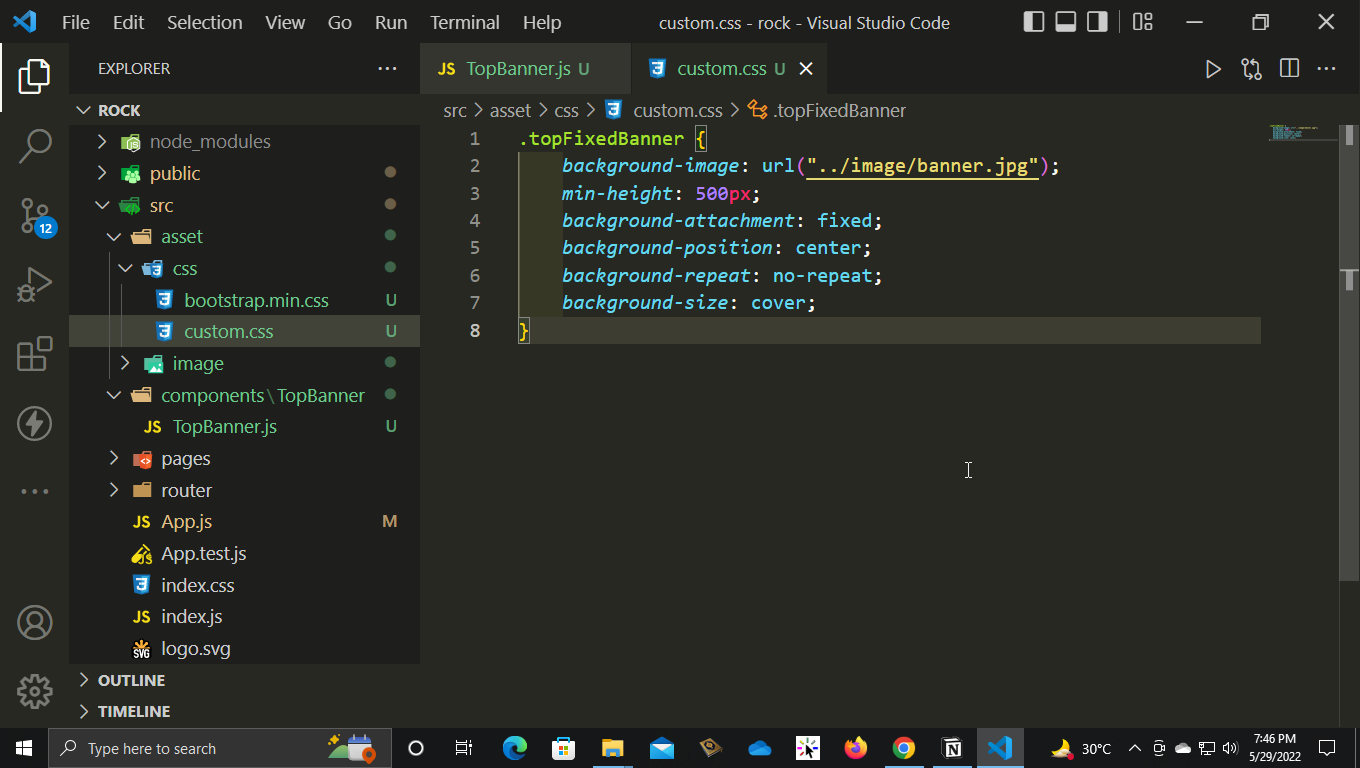 File Edit Selection View Go Run Terminal Help custom.css - rock - Visual Studio Code
EXPLORER
JS TopBanner.js U custom.css U
ROCK
src asset css custom.css .topFixedBanner
node_modules
public
src
asset
css
bootstrap.min.css U
custom.css U
image
components\TopBanner
JS TopBanner.js U
pages
router
JS App.js M
App.test.js
index.css
JS index.js
SVG logo.svg
OUTLINE
TIMELINE
12
1 .topFixedBanner {
2 background-image: url("../image/banner.jpg");
3 min-height: 500px;
4 background-attachment: fixed;
5 background-position: center;
6 background-repeat: no-repeat;
7 background-size: cover;
8 }
Type here to search
30°C
7:46 PM
5/29/2022